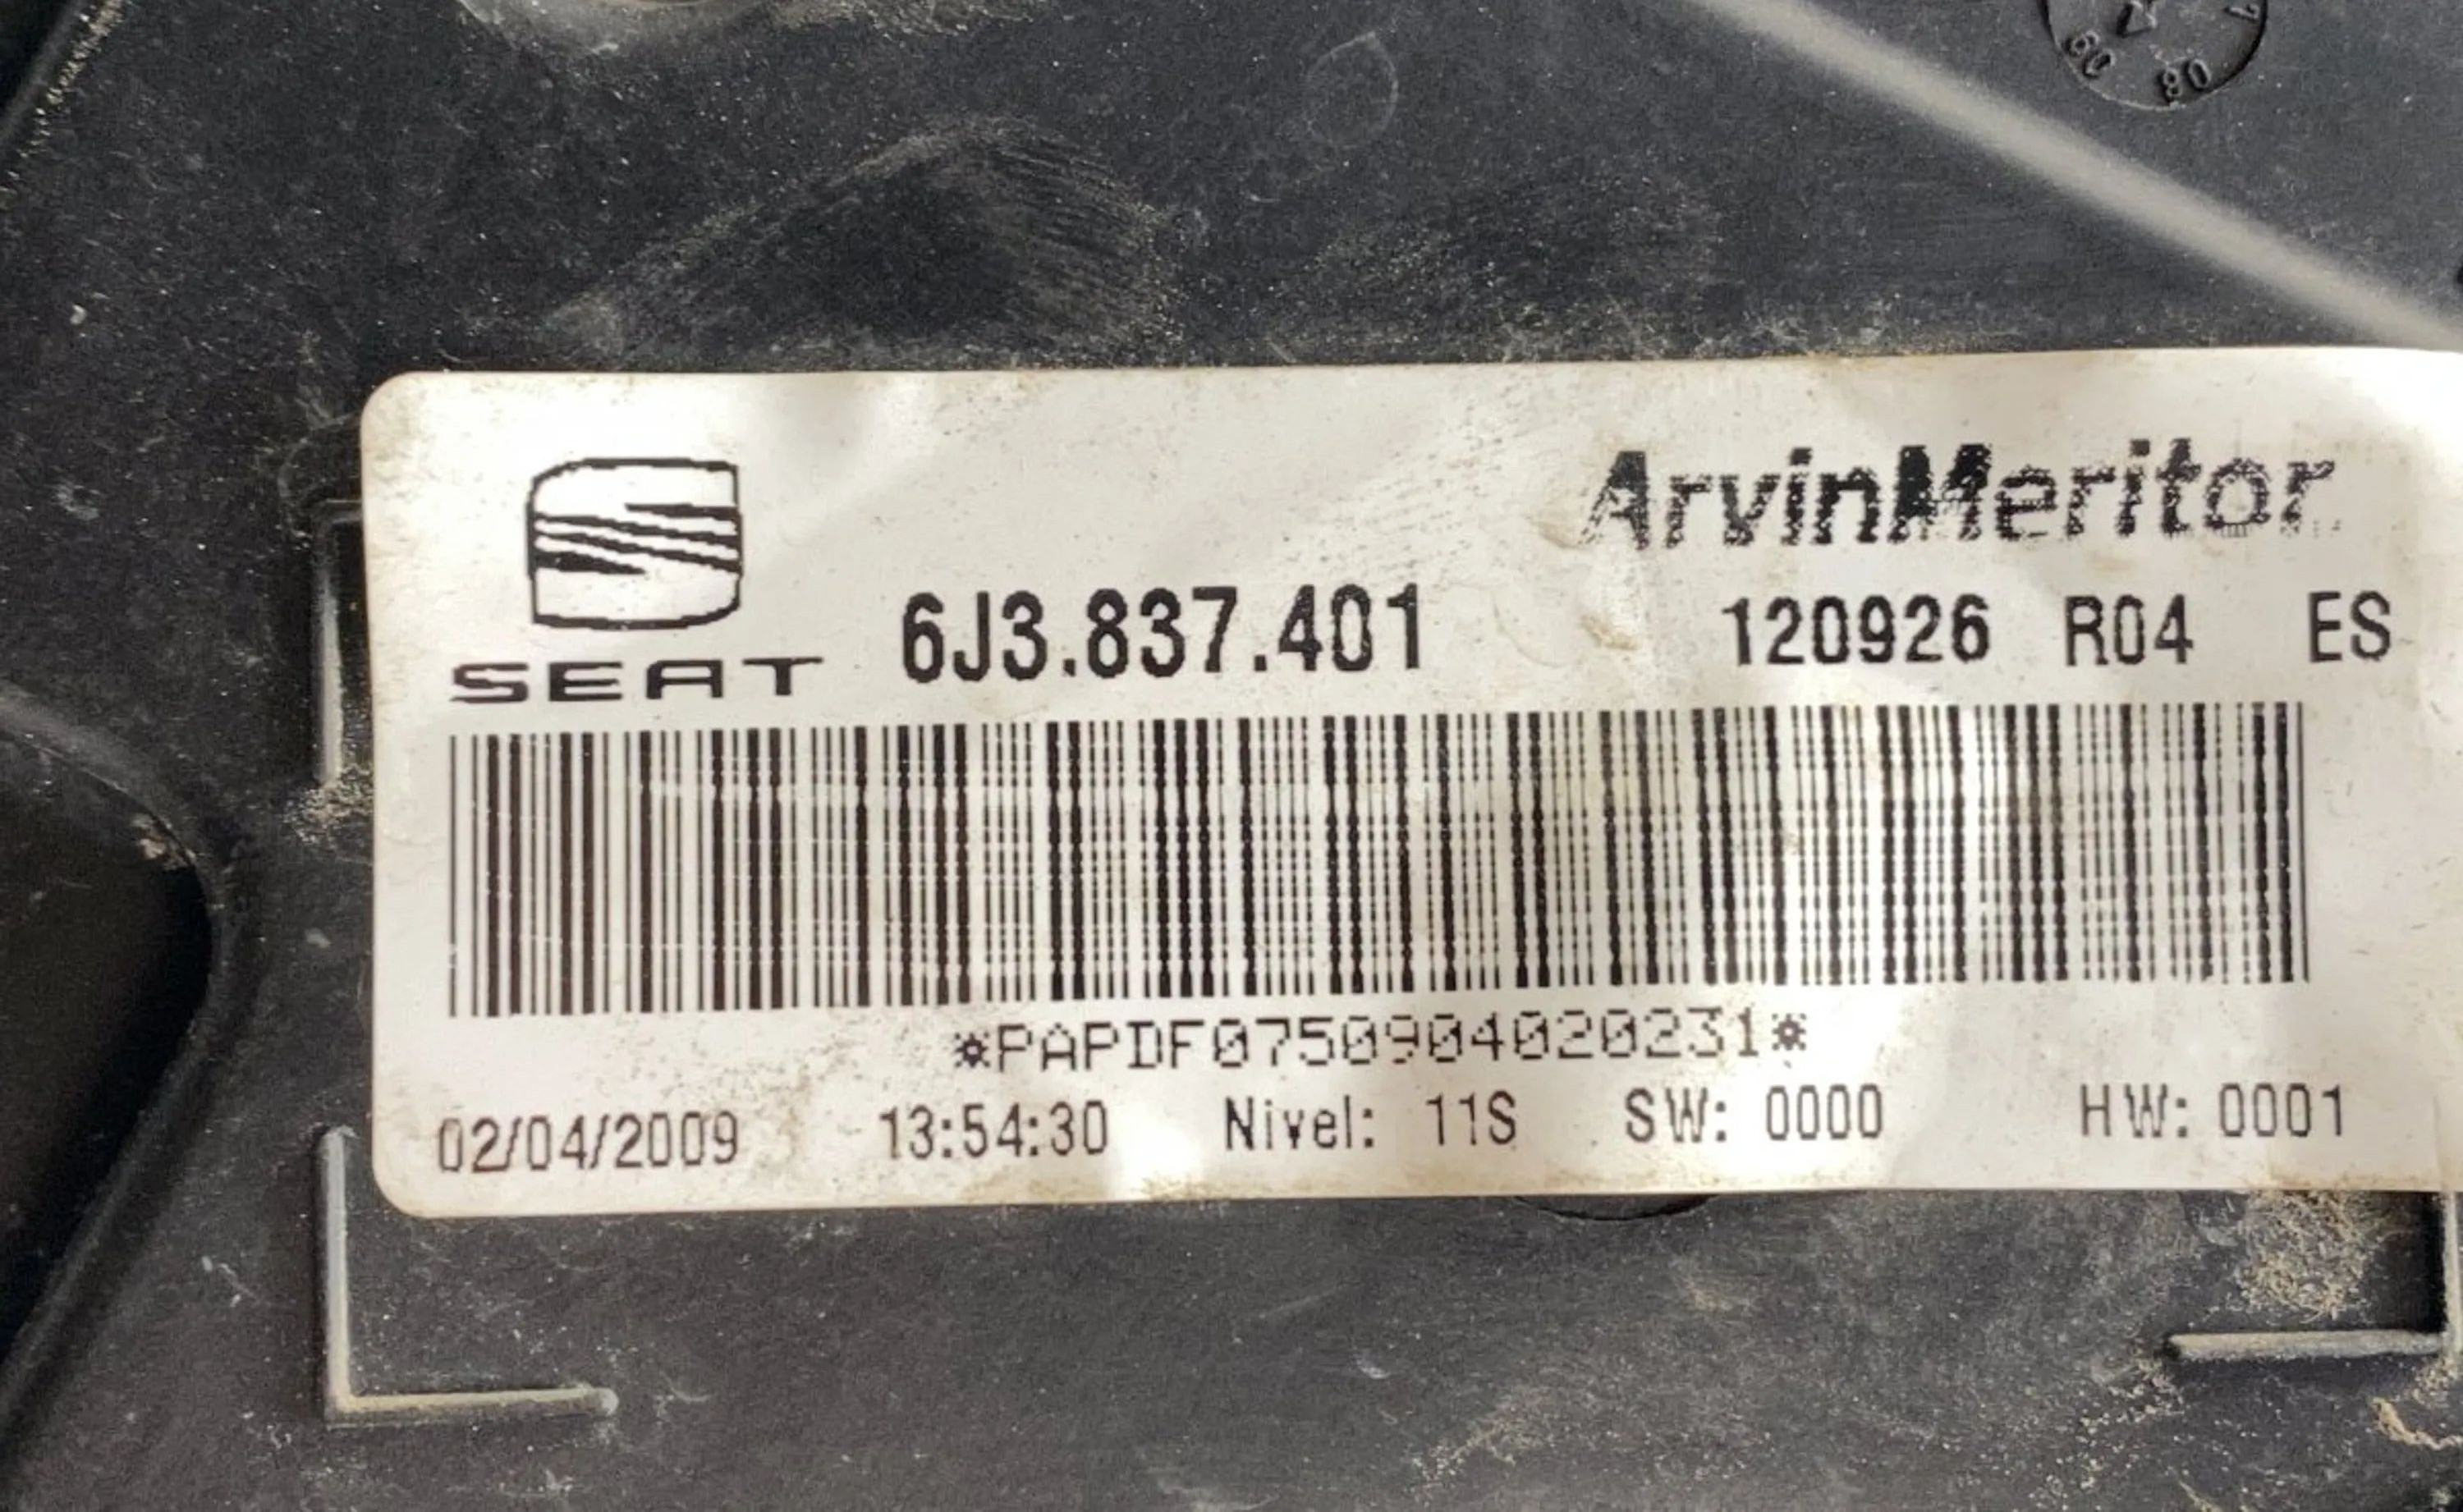 ArvinMeritor
SEAT 6J3.837.401 120926 R04 ES
*PAPDF0750904020231*
02/04/2009 13:54:30 Nivel: 11S SW: 0000 HW: 0001